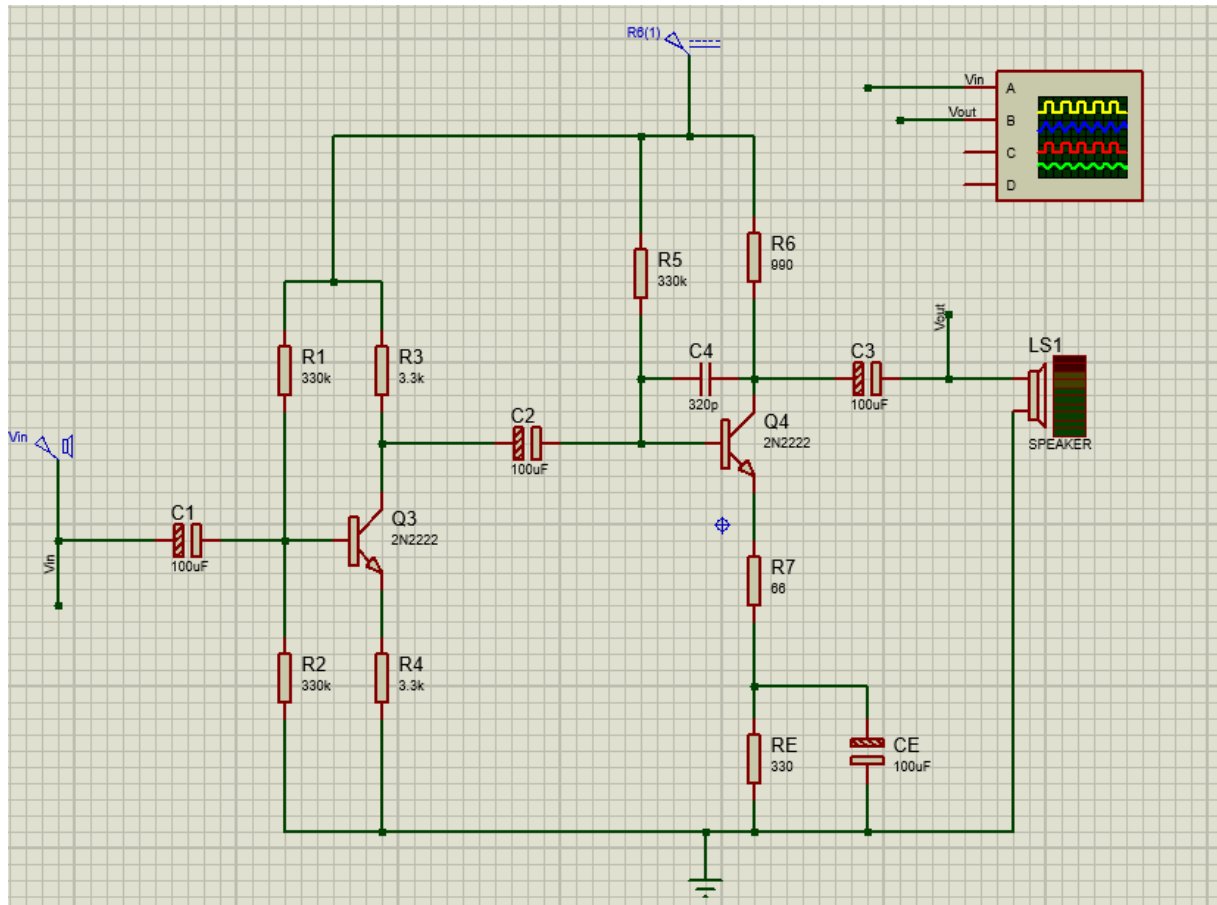 R6(1)
Vin
A
Vout
B
C
D
R6
990
R5
330k
Vout
R1
330k
R3
3.3k
C4
320p
C3
100uF
LS1
SPEAKER
C2
100uF
Q4
2N2222
Vin
C1
100uF
Q3
2N2222
Vin
R7
66
R2
330k
R4
3.3k
RE
330
CE
100uF